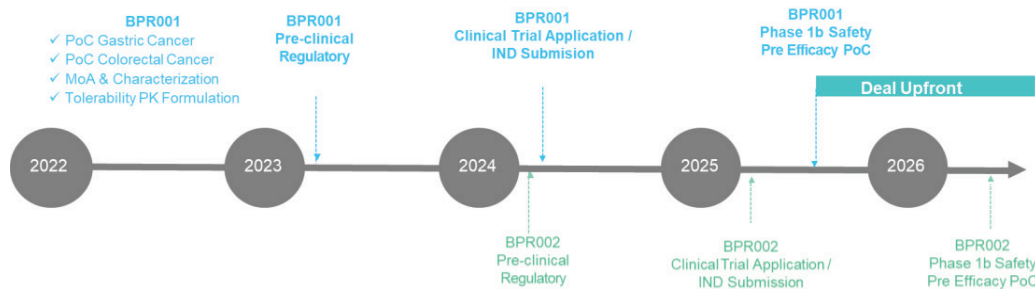 BPR001
✓ PoC Gastric Cancer
✓ PoC Colorectal Cancer
✓ MoA & Characterization
✓ Tolerability PK Formulation
BPR001
Pre-clinical
Regulatory
BPR001
Clinical Trial Application /
IND Submision
BPR001
Phase 1b Safety
Pre Efficacy PoC
Deal Upfront
2022
2023
2024
2025
2026
BPR002
Pre-clinical
Regulatory
BPR002
Clinical Trial Application /
IND Submission
BPR002
Phase 1b Safety
Pre Efficacy PoC